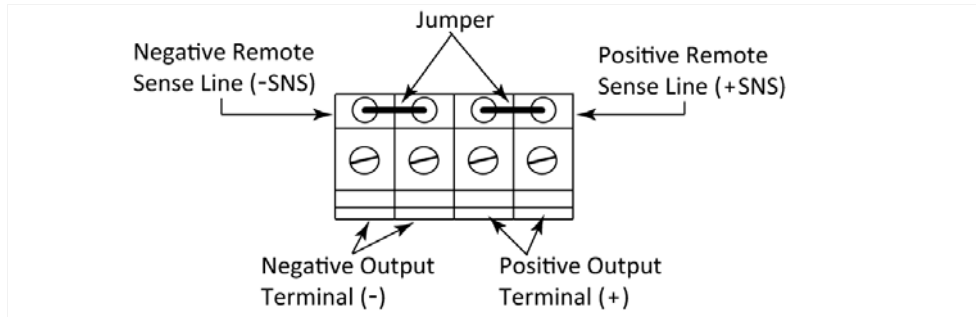 Jumper
Negative Remote
Sense Line (-SNS)
Positive Remote
Sense Line (+SNS)
Negative Output
Terminal (-)
Positive Output
Terminal (+)